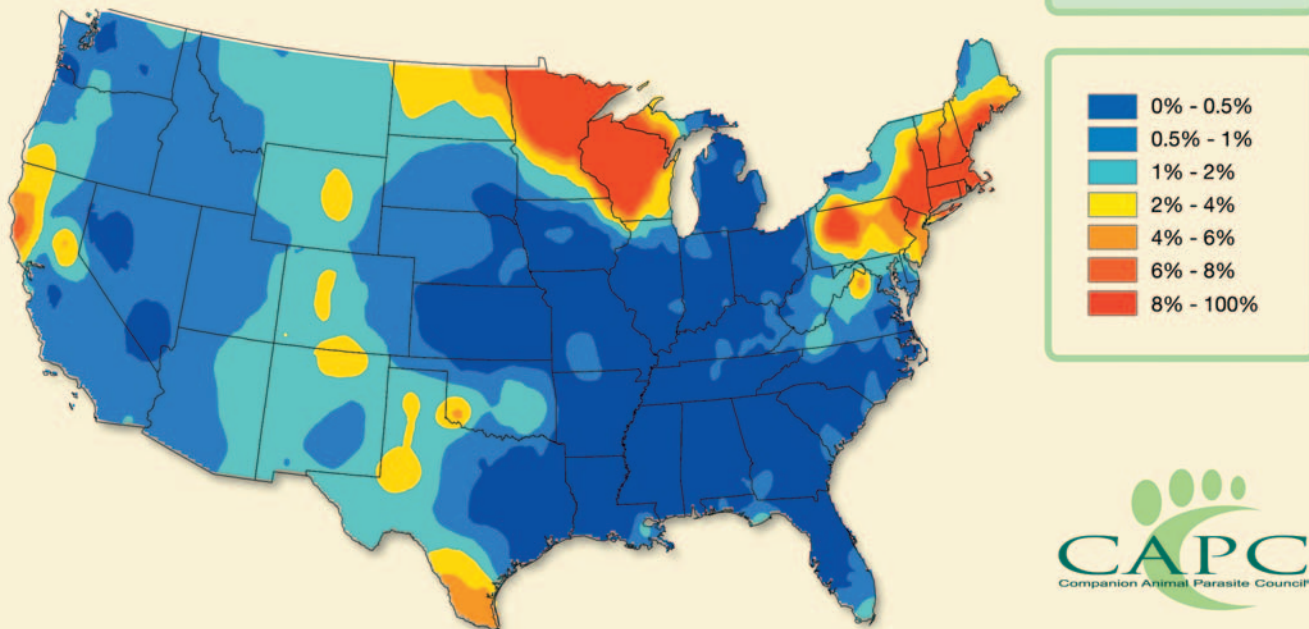 0% - 0.5%
0.5% - 1%
1% - 2%
2% - 4%
4% - 6%
6% - 8%
8% - 100%
CAPC
Companion Animal Parasite Council